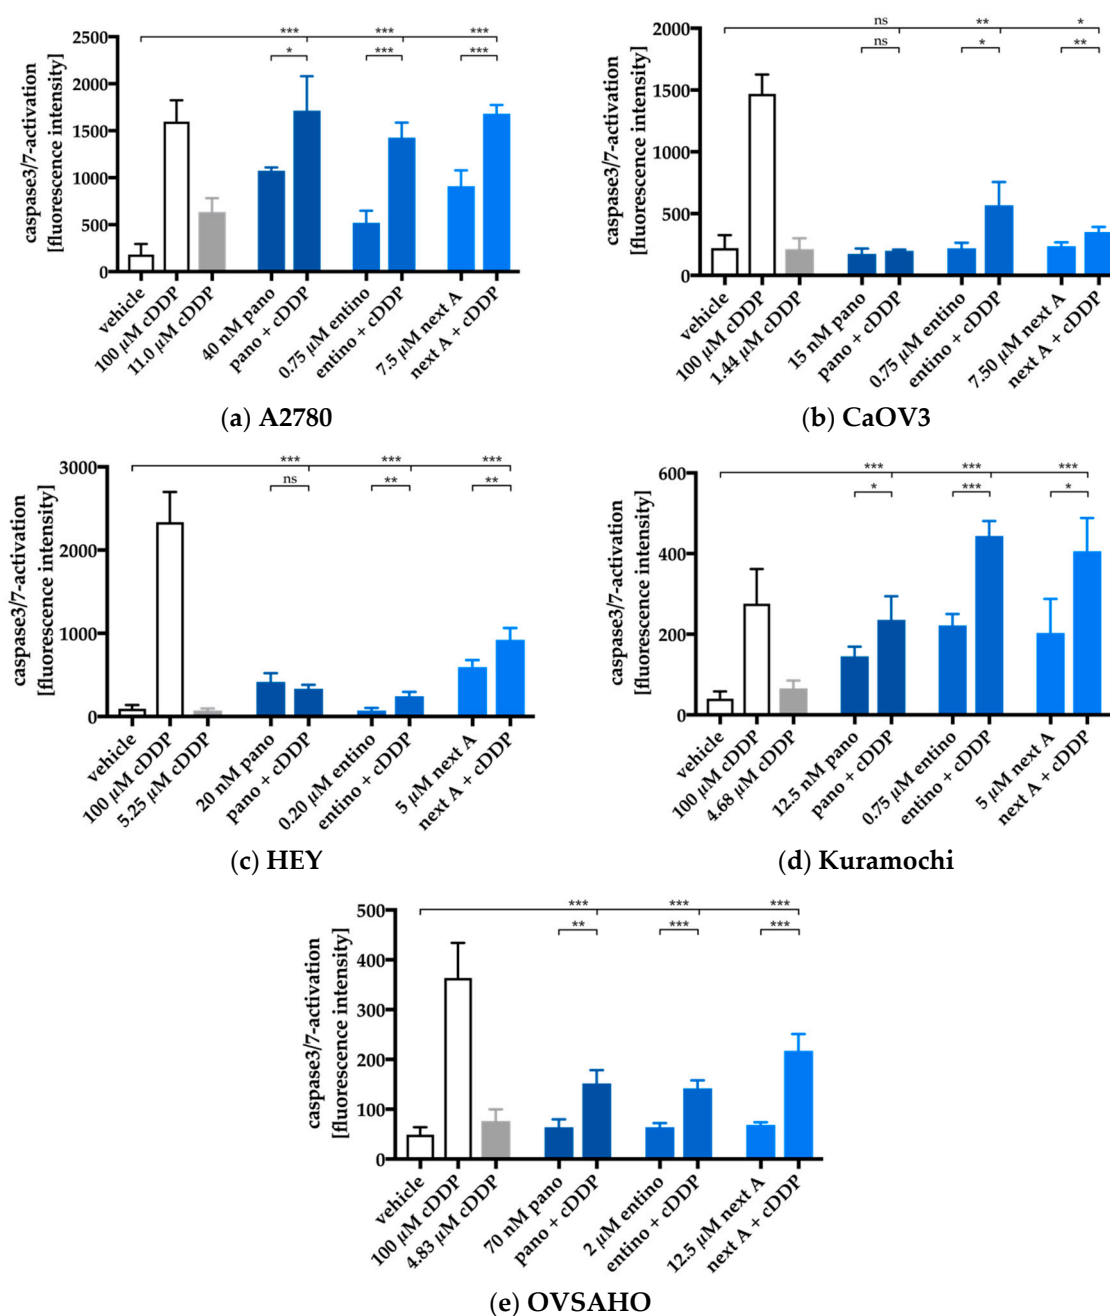 *** *** ***
* *** ***
caspase3/7-activation
[fluorescence intensity]
2500
2000
1500
1000
500
0
vehicle
100 µM cDDP
11.0 µM cDDP
40 nM pano
pano + cDDP
0.75 µM entino
entino + cDDP
7.5 µM next A
next A + cDDP
(a) A2780
ns ** *
ns * **
caspase3/7-activation
[fluorescence intensity]
2000
1500
1000
500
0
vehicle
100 µM cDDP
1.44 µM cDDP
15 nM pano
pano + cDDP
0.75 µM entino
entino + cDDP
7.50 µM next A
next A + cDDP
(b) CaOV3
*** *** ***
ns ** **
caspase3/7-activation
[fluorescence intensity]
3000
2000
1000
0
vehicle
100 µM cDDP
5.25 µM cDDP
20 nM pano
pano + cDDP
0.20 µM entino
entino + cDDP
5 µM next A
next A + cDDP
(c) HEY
*** *** ***
* *** *
caspase3/7-activation
[fluorescence intensity]
600
400
200
0
vehicle
100 µM cDDP
4.68 µM cDDP
12.5 nM pano
pano + cDDP
0.75 µM entino
entino + cDDP
5 µM next A
next A + cDDP
(d) Kuramochi
*** *** ***
** *** ***
caspase3/7-activation
[fluorescence intensity]
500
400
300
200
100
0
vehicle
100 µM cDDP
4.83 µM cDDP
70 nM pano
pano + cDDP
2 µM entino
entino + cDDP
12.5 µM next A
next A + cDDP
(e) OVSAHO